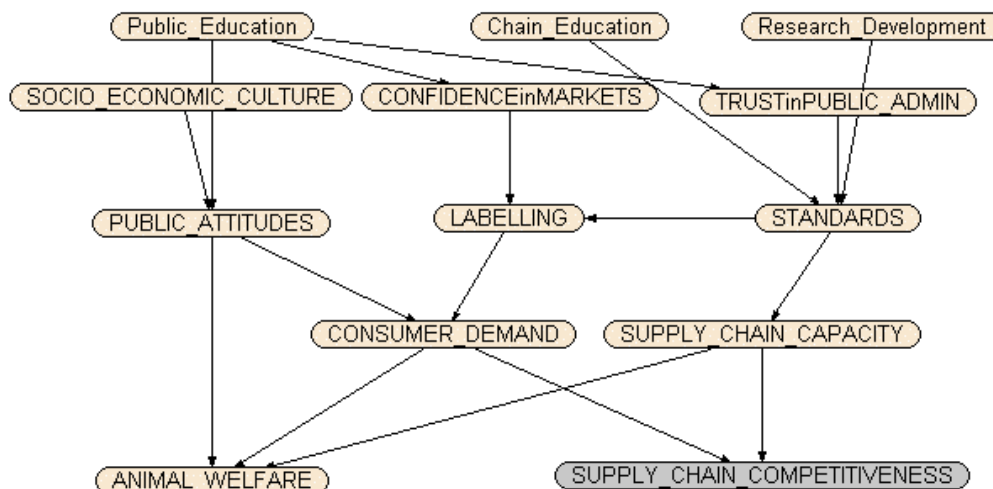 Public_Education
Chain_Education
Research_Development
SOCIO_ECONOMIC_CULTURE
CONFIDENCEinMARKETS
TRUSTinPUBLIC_ADMIN
PUBLIC_ATTITUDES
LABELLING
STANDARDS
CONSUMER_DEMAND
SUPPLY_CHAIN_CAPACITY
ANIMAL_WELFARE
SUPPLY_CHAIN_COMPETITIVENESS